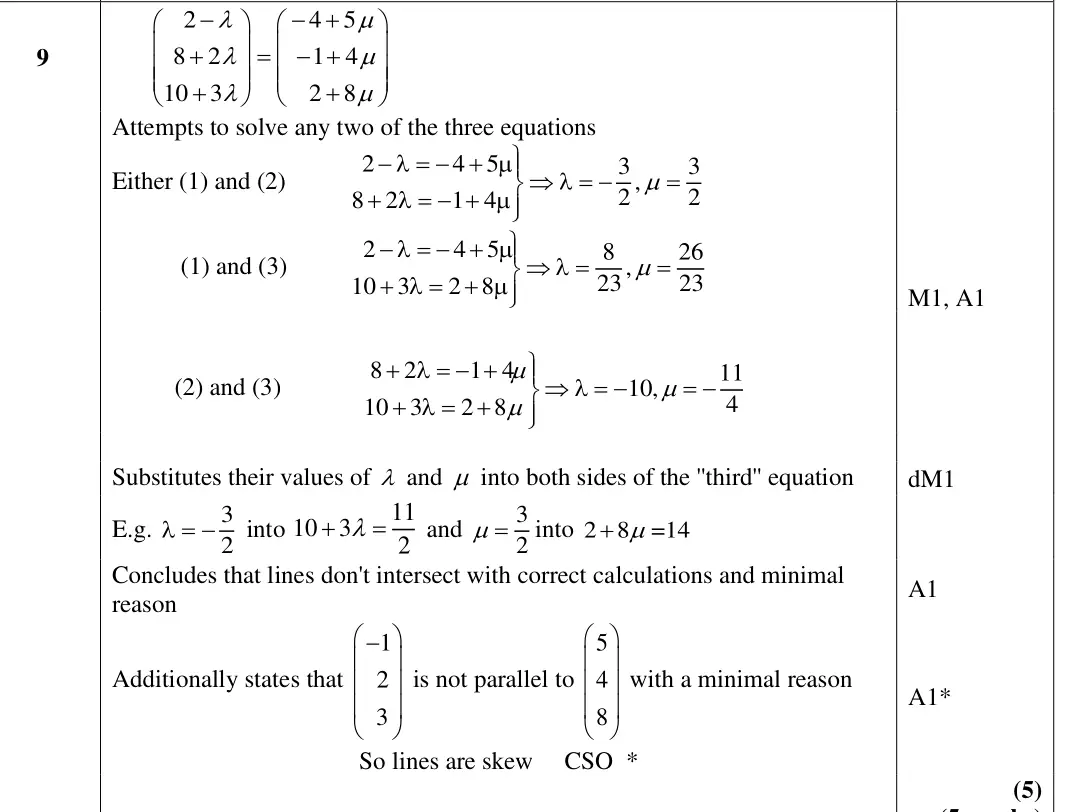 9
( 2 − λ ; 8 + 2λ ; 10 + 3λ ) = ( −4 + 5μ ; −1 + 4μ ; 2 + 8μ )
Attempts to solve any two of the three equations
Either (1) and (2) 2 − λ = −4 + 5μ ; 8 + 2λ = −1 + 4μ } ⇒ λ = −3/2, μ = 3/2
(1) and (3) 2 − λ = −4 + 5μ ; 10 + 3λ = 2 + 8μ } ⇒ λ = 8/23, μ = 26/23
M1, A1
(2) and (3) 8 + 2λ = −1 + 4μ ; 10 + 3λ = 2 + 8μ } ⇒ λ = −10, μ = −11/4
Substitutes their values of λ and μ into both sides of the "third" equation dM1
E.g. λ = −3/2 into 10 + 3λ = 11/2 and μ = 3/2 into 2 + 8μ =14
Concludes that lines don't intersect with correct calculations and minimal
reason
A1
Additionally states that ( −1 ; 2 ; 3 ) is not parallel to ( 5 ; 4 ; 8 ) with a minimal reason
A1*
So lines are skew CSO *
(5)